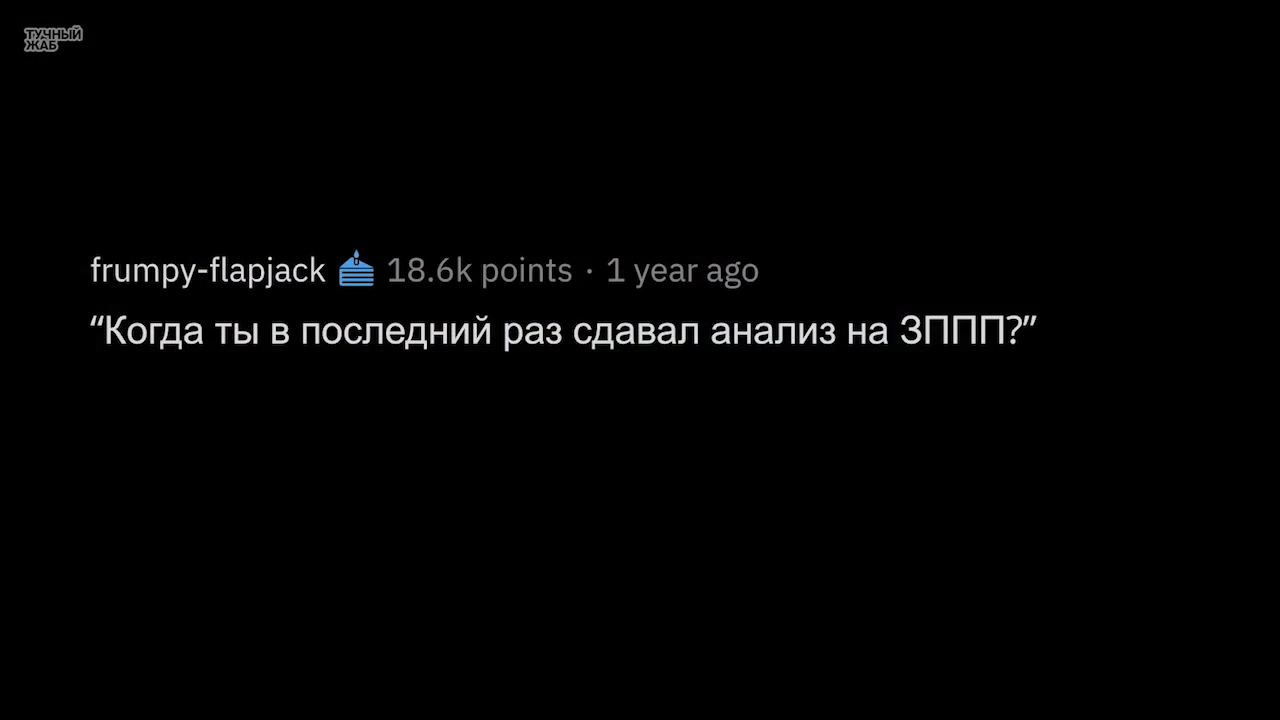 ТУЧНЫЙ
ЖАБ
frumpy-flapjack 18.6k points · 1 year ago
“Когда ты в последний раз сдавал анализ на ЗППП?”